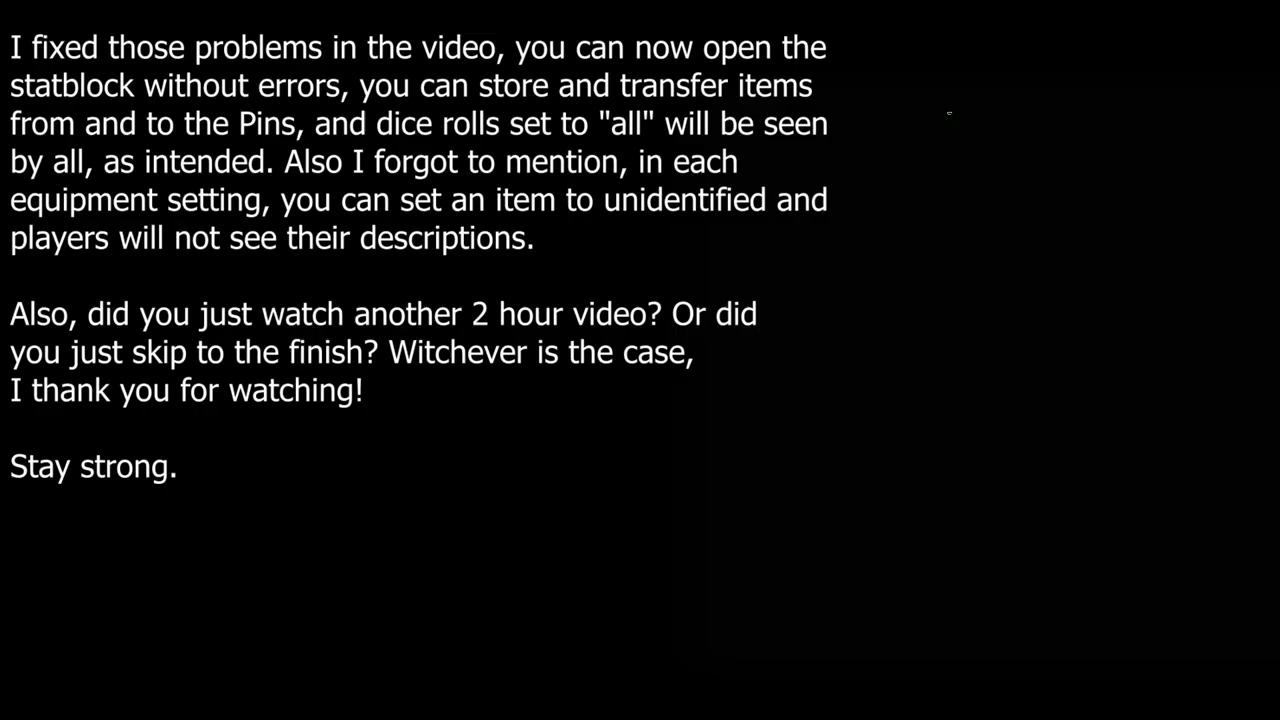 I fixed those problems in the video, you can now open the
statblock without errors, you can store and transfer items
from and to the Pins, and dice rolls set to "all" will be seen
by all, as intended. Also I forgot to mention, in each
equipment setting, you can set an item to unidentified and
players will not see their descriptions.
Also, did you just watch another 2 hour video? Or did
you just skip to the finish? Witchever is the case,
I thank you for watching!
Stay strong.